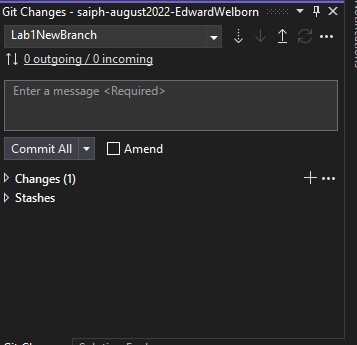 Git Changes - saiph-august2022-EdwardWelborn
Lab1NewBranch
0 outgoing / 0 incoming
Enter a message <Required>
Commit All
Amend
Changes (1)
Stashes